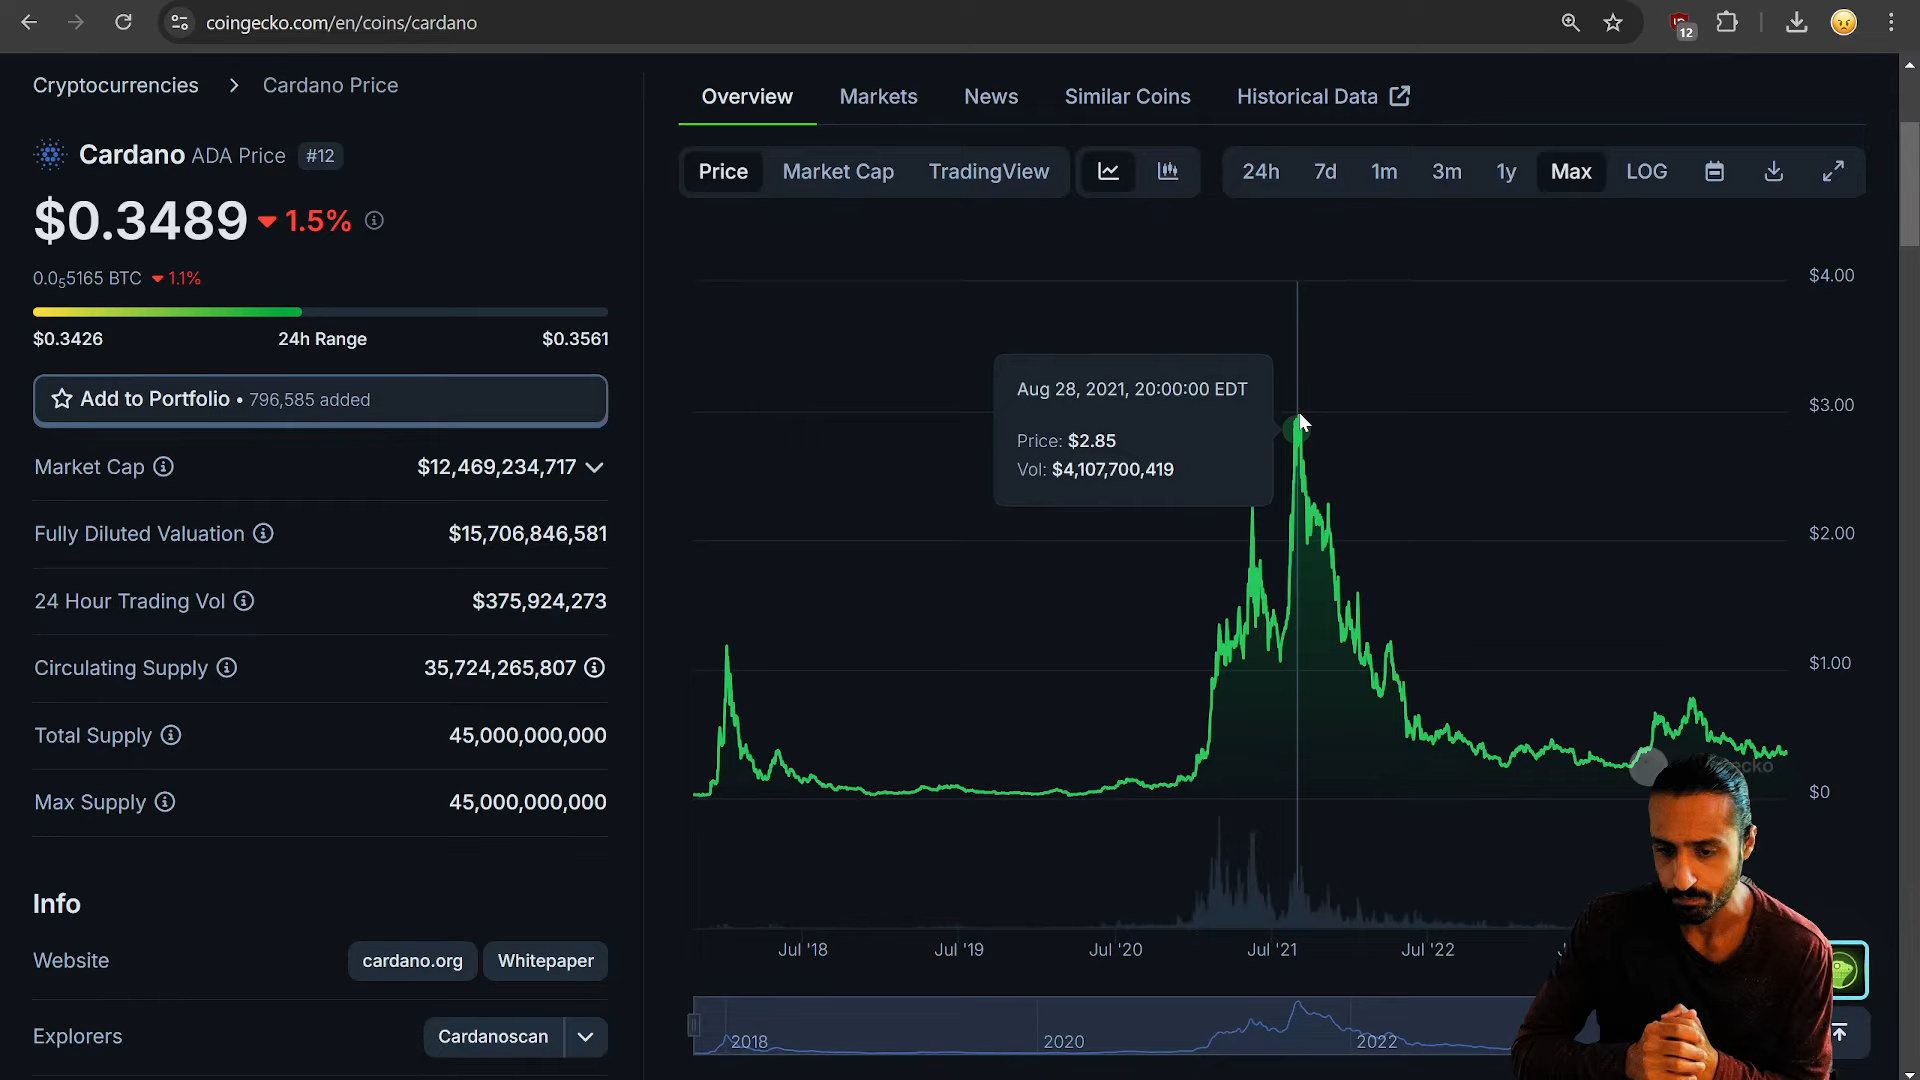 coingecko.com/en/coins/cardano
12
Cryptocurrencies > Cardano Price
Cardano ADA Price #12
$0.3489 1.5%
0.0₅5165 BTC 1.1%
$0.3426 24h Range $0.3561
Add to Portfolio • 796,585 added
Market Cap $12,469,234,717
Fully Diluted Valuation $15,706,846,581
24 Hour Trading Vol $375,924,273
Circulating Supply 35,724,265,807
Total Supply 45,000,000,000
Max Supply 45,000,000,000
Info
Website cardano.org Whitepaper
Explorers Cardanoscan
Overview Markets News Similar Coins Historical Data
Price Market Cap TradingView 24h 7d 1m 3m 1y Max LOG
$4.00
$3.00
$2.00
$1.00
$0
Aug 28, 2021, 20:00:00 EDT
Price: $2.85
Vol: $4,107,700,419
Jul '18 Jul '19 Jul '20 Jul '21 Jul '22
2018 2020 2022